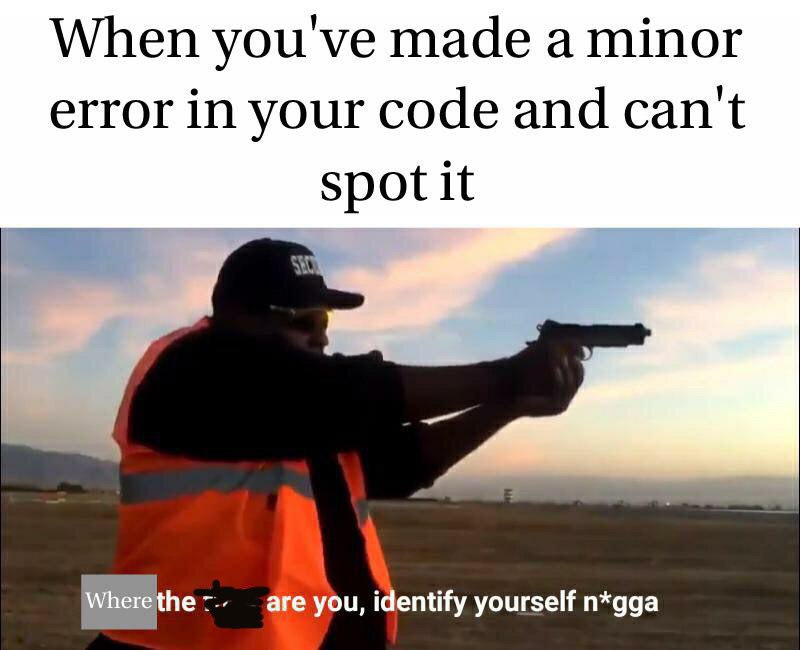 When you've made a minor
error in your code and can't
spot it
SEC
Where the are you, identify yourself n*gga